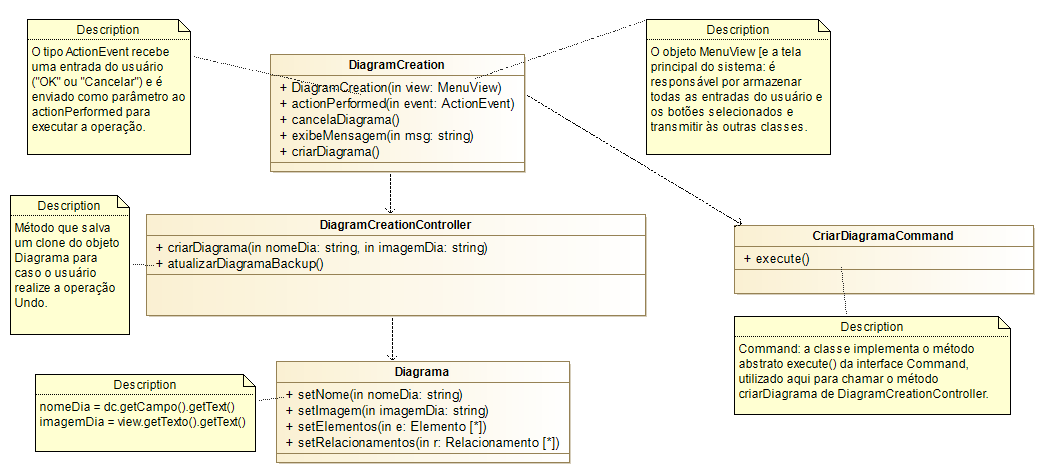 Description
O tipo ActionEvent recebe
uma entrada do usuário
("OK" ou "Cancelar") e é
enviado como parâmetro ao
actionPerformed para
executar a operação.
DiagramCreation
+ DiagramCreation(in view: MenuView)
+ actionPerformed(in event: ActionEvent)
+ cancelaDiagrama()
+ exibeMensagem(in msg: string)
+ criarDiagrama()
Description
O objeto MenuView [e a tela
principal do sistema: é
responsável por armazenar
todas as entradas do usuário e
os botões selecionados e
transmitir às outras classes.
Description
Método que salva
um clone do objeto
Diagrama para
caso o usuário
realize a operação
Undo.
DiagramCreationController
+ criarDiagrama(in nomeDia: string, in imagemDia: string)
+ atualizarDiagramaBackup()
CriarDiagramaCommand
+ execute()
Description
Command: a classe implementa o método
abstrato execute() da interface Command,
utilizado aqui para chamar o método
criarDiagrama de DiagramCreationController.
Description
nomeDia = dc.getCampo().getText()
imagemDia = view.getTexto().getText()
Diagrama
+ setNome(in nomeDia: string)
+ setImagem(in imagemDia: string)
+ setElementos(in e: Elemento [*])
+ setRelacionamentos(in r: Relacionamento [*])